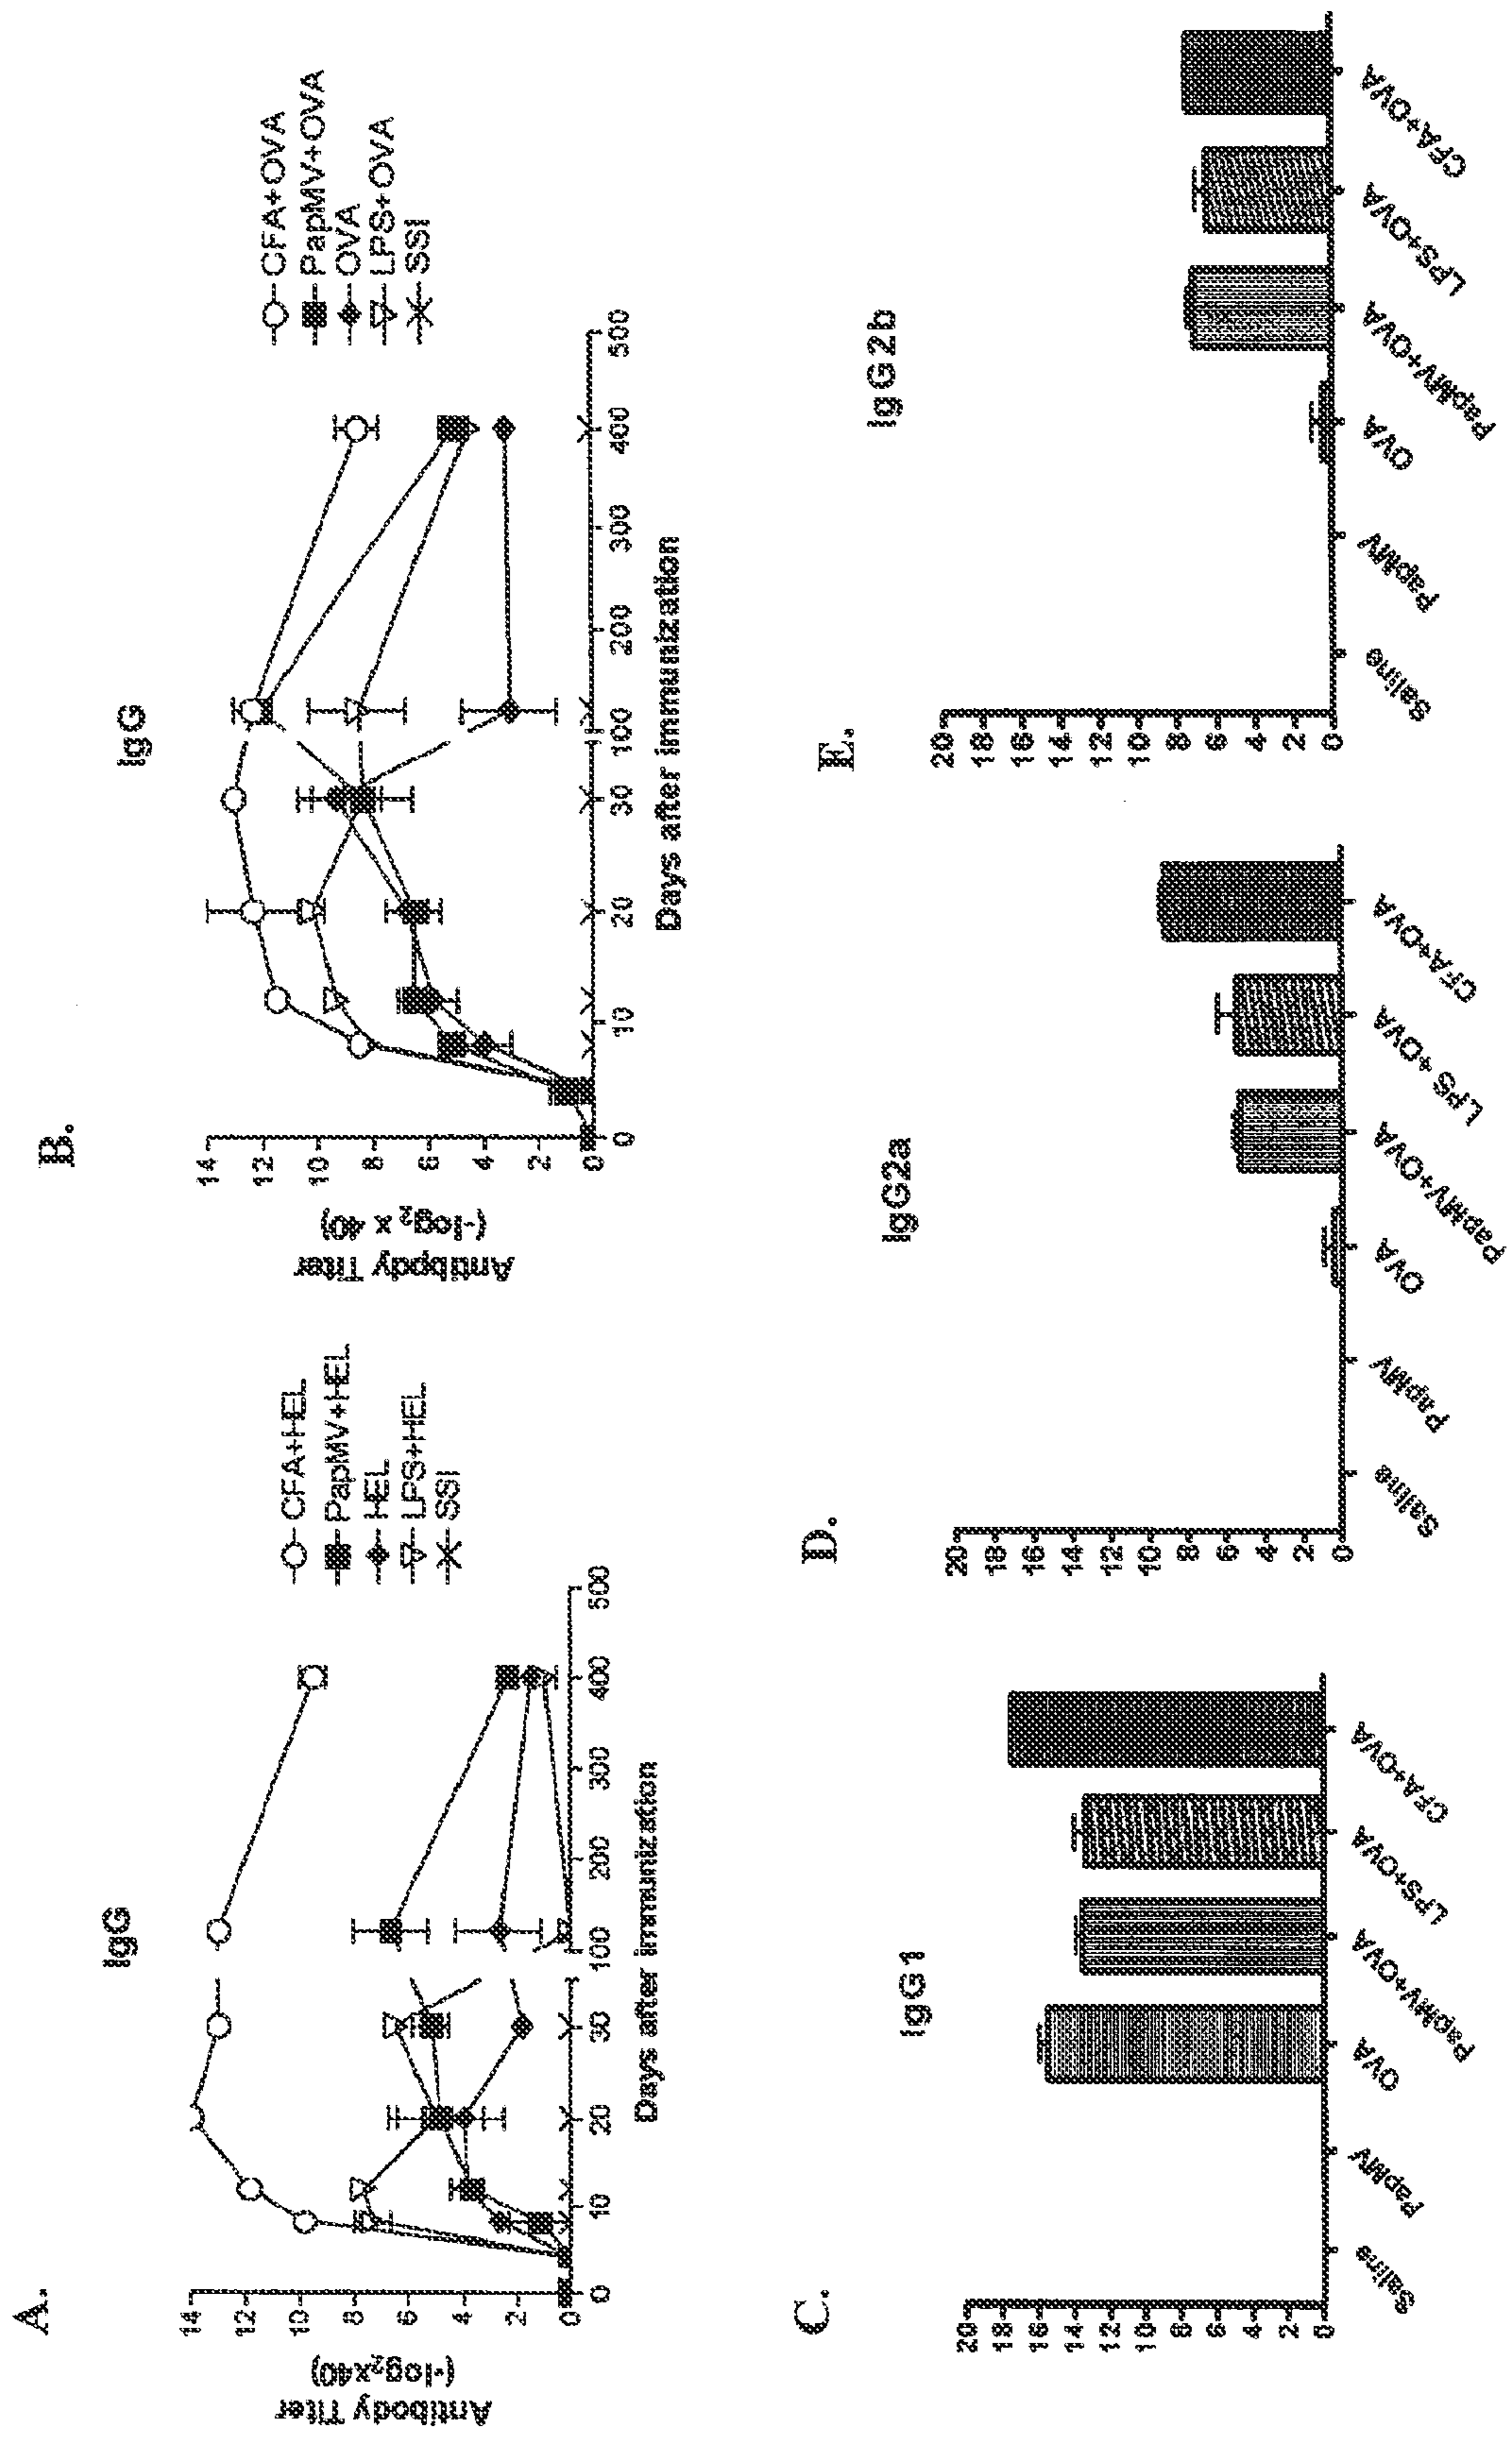 A.
IgG
Antibody Titer
(-log₂x40)
14
12
10
8
6
4
2
0
0
10
20
30
100
200
300
400
500
Days after immunization
CFA+HEL
PapMV+HEL
HEL
LPS+HEL
SSI
B.
IgG
Antibody Titer
(-log₂ x 40)
14
12
10
8
6
4
2
0
0
10
20
30
100
200
300
400
500
Days after immunization
CFA+OVA
PapMV+OVA
OVA
LPS+OVA
SSI
C.
IgG1
20
18
16
14
12
10
8
6
4
2
0
Saline
PapMV
OVA
PapMV+OVA
LPS+OVA
CFA+OVA
D.
IgG2a
20
18
16
14
12
10
8
6
4
2
0
Saline
PapMV
OVA
PapMV+OVA
LPS +OVA
CFA+OVA
E.
IgG2b
20
18
16
14
12
10
8
6
4
2
0
Saline
PapMV
OVA
PapMV+OVA
LPS+OVA
CFA+OVA